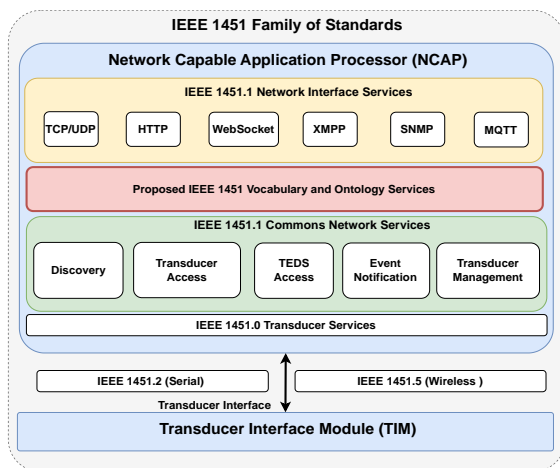 IEEE 1451 Family of Standards
Network Capable Application Processor (NCAP)
IEEE 1451.1 Network Interface Services
TCP/UDP HTTP WebSocket XMPP SNMP MQTT
Proposed IEEE 1451 Vocabulary and Ontology Services
IEEE 1451.1 Commons Network Services
Discovery
Transducer
Access
TEDS
Access
Event
Notification
Transducer
Management
IEEE 1451.0 Transducer Services
IEEE 1451.2 (Serial)
IEEE 1451.5 (Wireless )
Transducer Interface
Transducer Interface Module (TIM)